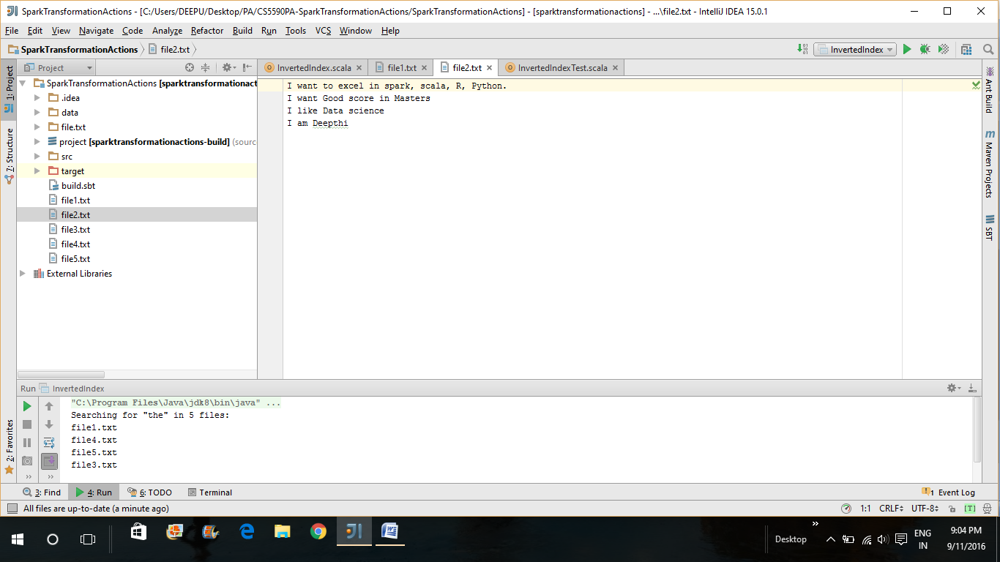 SparkTransformationActions - [C:/Users/DEEPU/Desktop/PA/CS5590PA-SparkTransformationActions/SparkTransformationActions] - [sparktransformationactions] - ...\file2.txt - IntelliJ IDEA 15.0.1
File Edit View Navigate Code Analyze Refactor Build Run Tools VCS Window Help
SparkTransformationActions file2.txt InvertedIndex
Project
InvertedIndex.scala file1.txt file2.txt InvertedIndexTest.scala
1: Project
7: Structure
2: Favorites
SparkTransformationActions [sparktransformationact
.idea
data
file.txt
project [sparktransformationactions-build] (sourc
src
target
build.sbt
file1.txt
file2.txt
file3.txt
file4.txt
file5.txt
External Libraries
I want to excel in spark, scala, R, Python.
I want Good score in Masters
I like Data science
I am Deepthi
Ant Build
Maven Projects
SBT
Run InvertedIndex
"C:\Program Files\Java\jdk8\bin\java" ...
Searching for "the" in 5 files:
file1.txt
file4.txt
file5.txt
file3.txt
3: Find 4: Run 6: TODO Terminal 1 Event Log
All files are up-to-date (a minute ago) 1:1 CRLF UTF-8 [T]
Desktop ENG IN
9:04 PM
9/11/2016